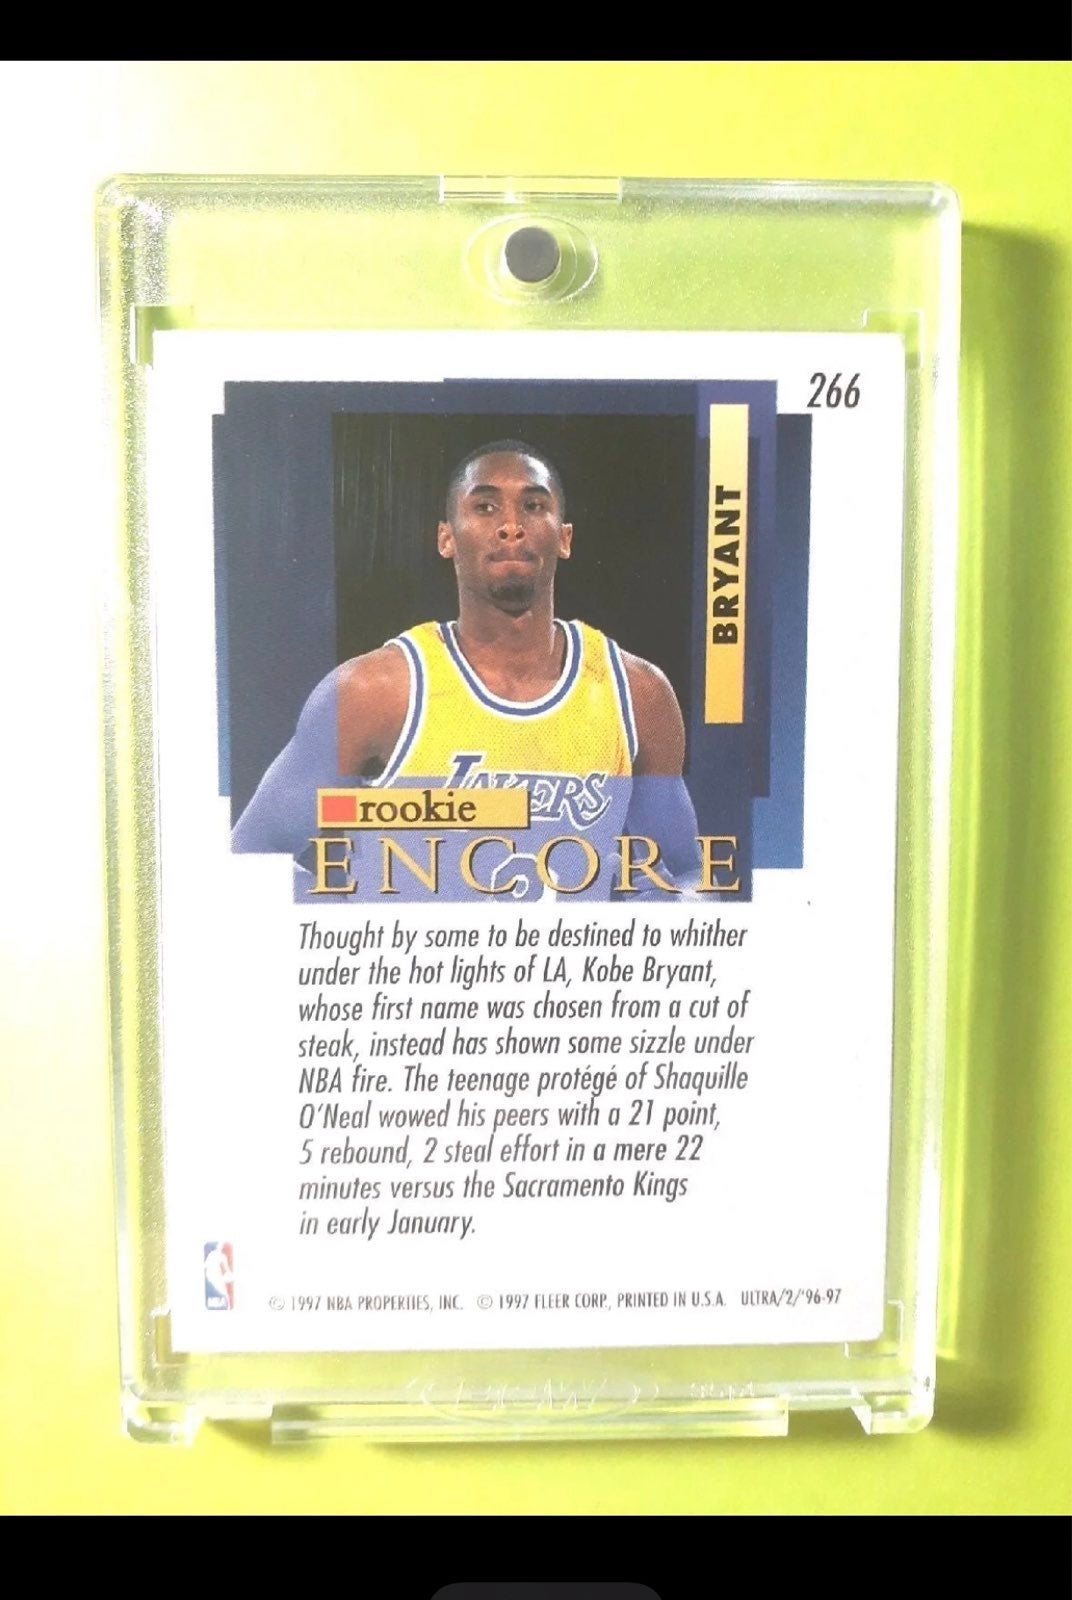 266
BRYANT
LAKERS
rookie
ENCORE
Thought by some to be destined to whither
under the hot lights of LA, Kobe Bryant,
whose first name was chosen from a cut of
steak, instead has shown some sizzle under
NBA fire. The teenage protégé of Shaquille
O'Neal wowed his peers with a 21 point,
5 rebound, 2 steal effort in a mere 22
minutes versus the Sacramento Kings
in early January.
NBA
© 1997 NBA PROPERTIES, INC. © 1997 FLEER CORP., PRINTED IN U.S.A. ULTRA/2/'96-97